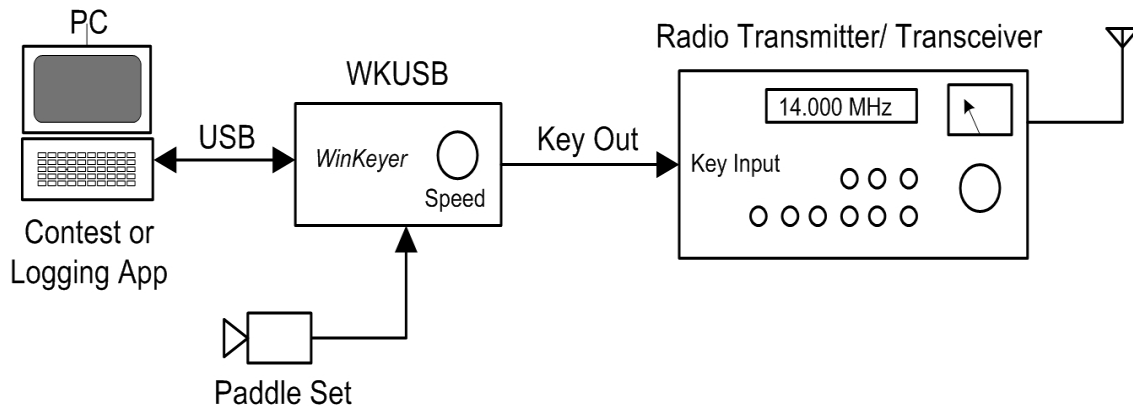 PC
Radio Transmitter/ Transceiver
WKUSB
14.000 MHz
USB
WinKeyer
Key Out
Key Input
Speed
Contest or
Logging App
Paddle Set